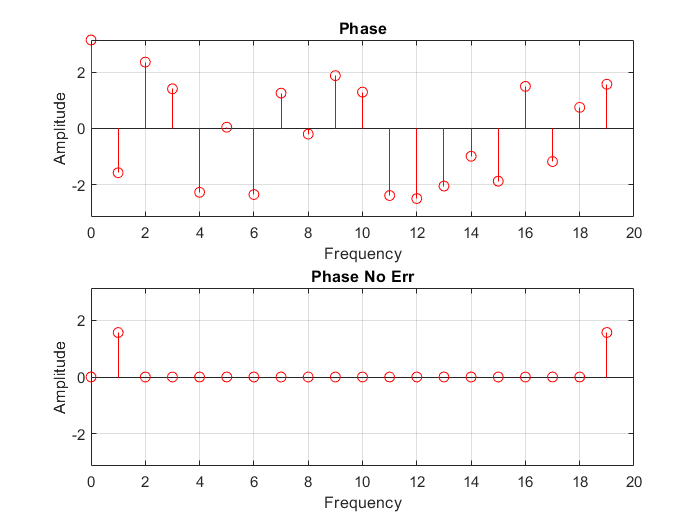 Phase
Amplitude
2
0
-2
0 2 4 6 8 10 12 14 16 18 20
Frequency
Phase No Err
Amplitude
2
0
-2
0 2 4 6 8 10 12 14 16 18 20
Frequency